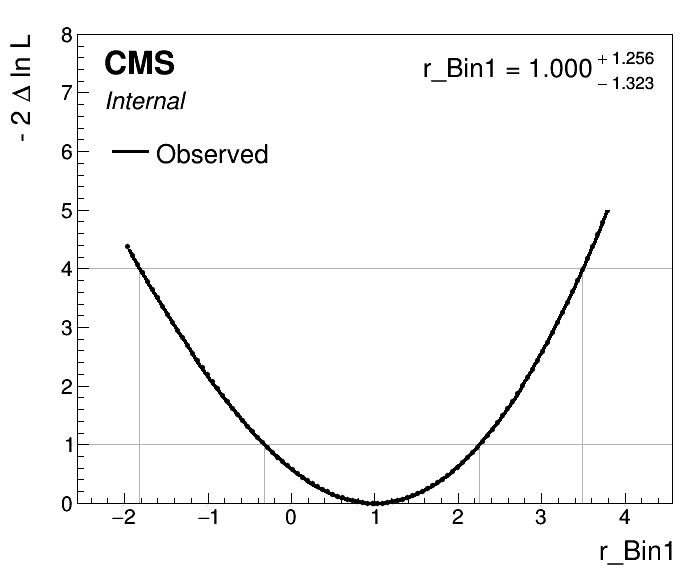 CMS
Internal
r_Bin1 = 1.000 +1.256 −1.323
Observed
- 2 Δ ln L
8
7
6
5
4
3
2
1
0
−2 −1 0 1 2 3 4
r_Bin1